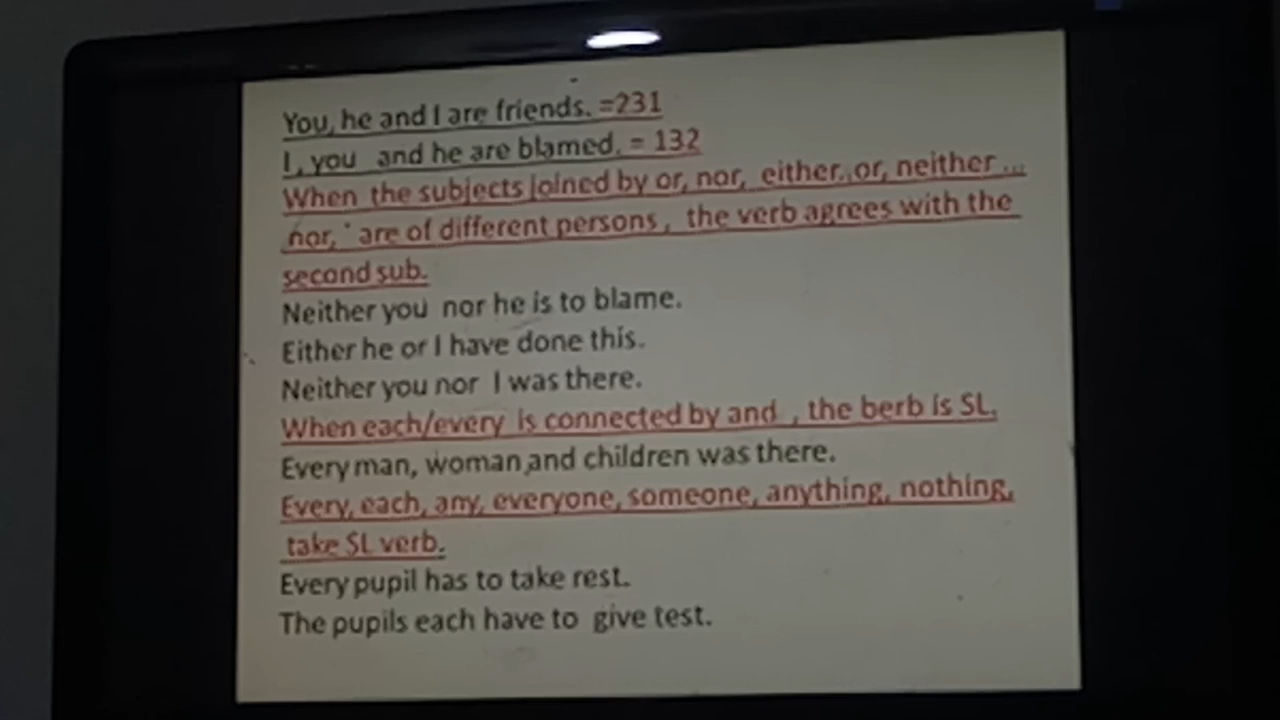 You, he and I are friends. =231
I, you and he are blamed. = 132
When the subjects joined by or, nor, either..or, neither ...
nor, are of different persons, the verb agrees with the
second sub.
Neither you nor he is to blame.
Either he or I have done this.
Neither you nor I was there.
When each/every is connected by and , the berb is SL.
Every man, woman,and children was there.
Every, each, any, everyone, someone, anything, nothing,
take SL verb.
Every pupil has to take rest.
The pupils each have to give test.